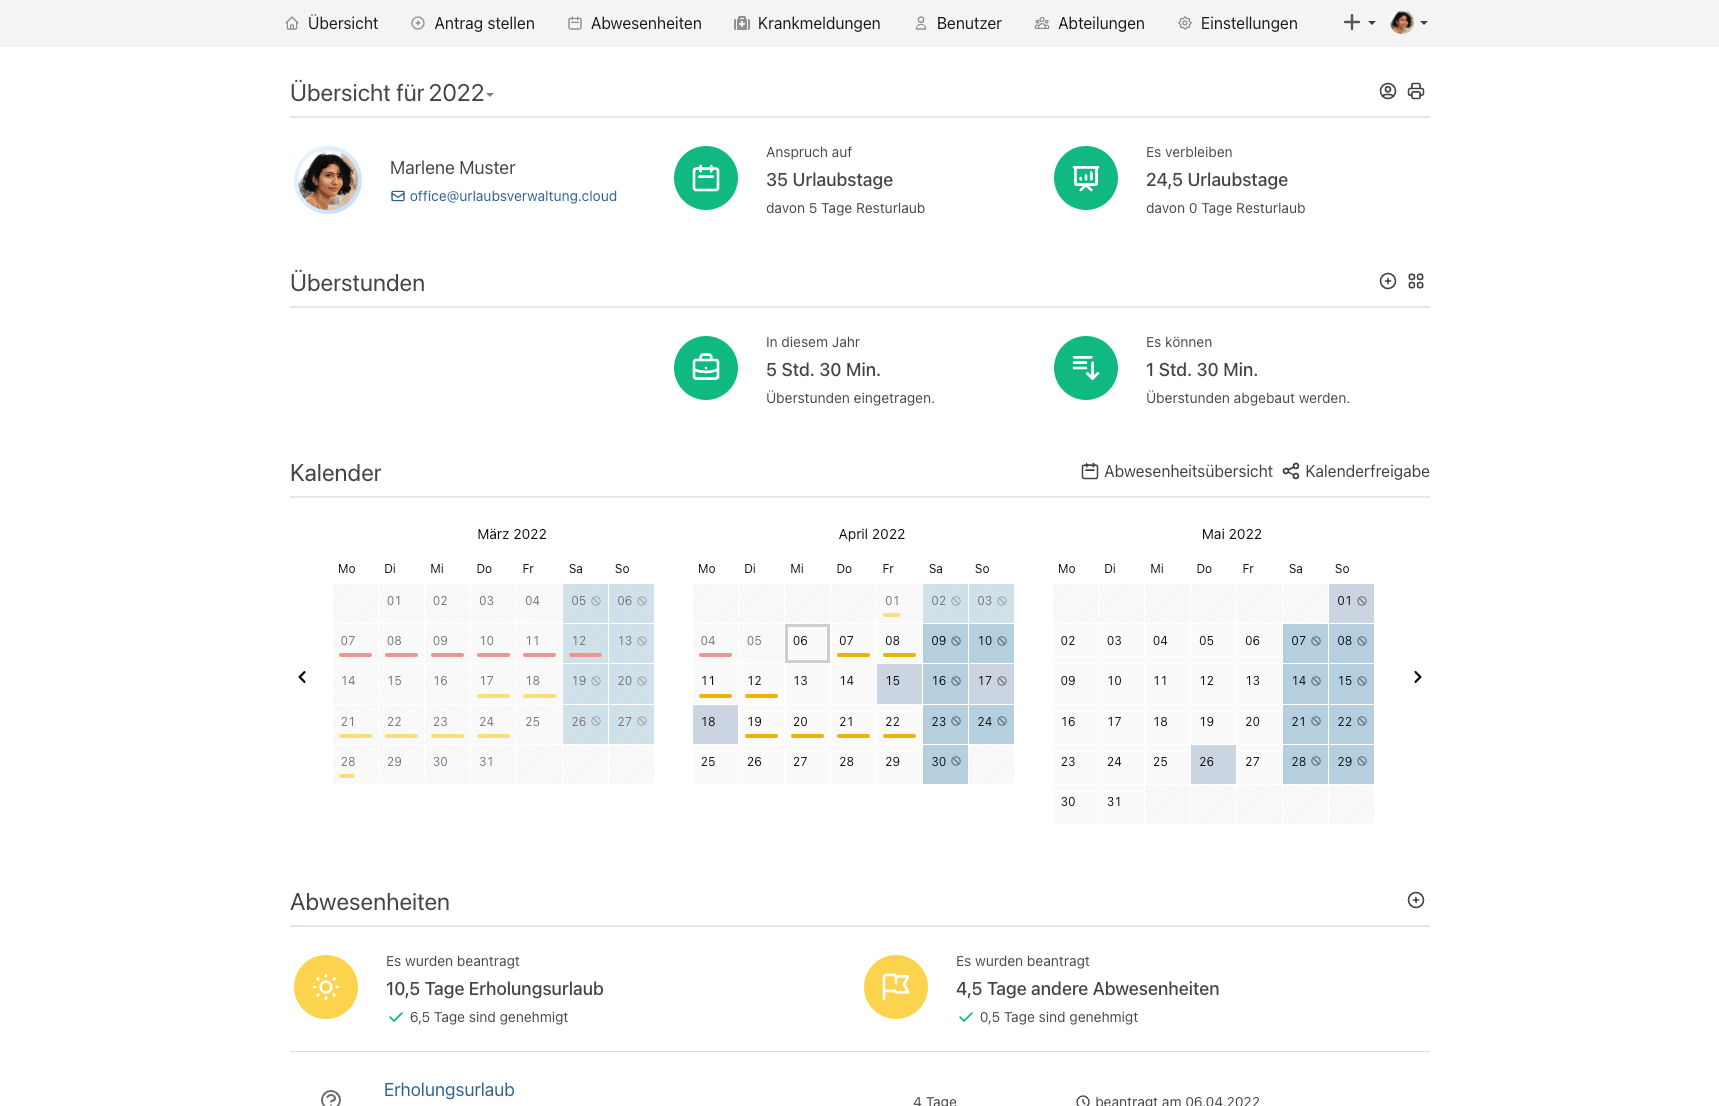 Übersicht Antrag stellen Abwesenheiten Krankmeldungen Benutzer Abteilungen Einstellungen
Übersicht für 2022
Marlene Muster
office@urlaubsverwaltung.cloud
Anspruch auf
35 Urlaubstage
davon 5 Tage Resturlaub
Es verbleiben
24,5 Urlaubstage
davon 0 Tage Resturlaub
Überstunden
In diesem Jahr
5 Std. 30 Min.
Überstunden eingetragen.
Es können
1 Std. 30 Min.
Überstunden abgebaut werden.
Kalender
Abwesenheitsübersicht Kalenderfreigabe
März 2022
Mo Di Mi Do Fr Sa So
01 02 03 04 05 06
07 08 09 10 11 12 13
14 15 16 17 18 19 20
21 22 23 24 25 26 27
28 29 30 31
April 2022
Mo Di Mi Do Fr Sa So
01 02 03
04 05 06 07 08 09 10
11 12 13 14 15 16 17
18 19 20 21 22 23 24
25 26 27 28 29 30
Mai 2022
Mo Di Mi Do Fr Sa So
01
02 03 04 05 06 07 08
09 10 11 12 13 14 15
16 17 18 19 20 21 22
23 24 25 26 27 28 29
30 31
Abwesenheiten
Es wurden beantragt
10,5 Tage Erholungsurlaub
6,5 Tage sind genehmigt
Es wurden beantragt
4,5 Tage andere Abwesenheiten
0,5 Tage sind genehmigt
Erholungsurlaub
4 Tage
beantragt am 06.04.2022